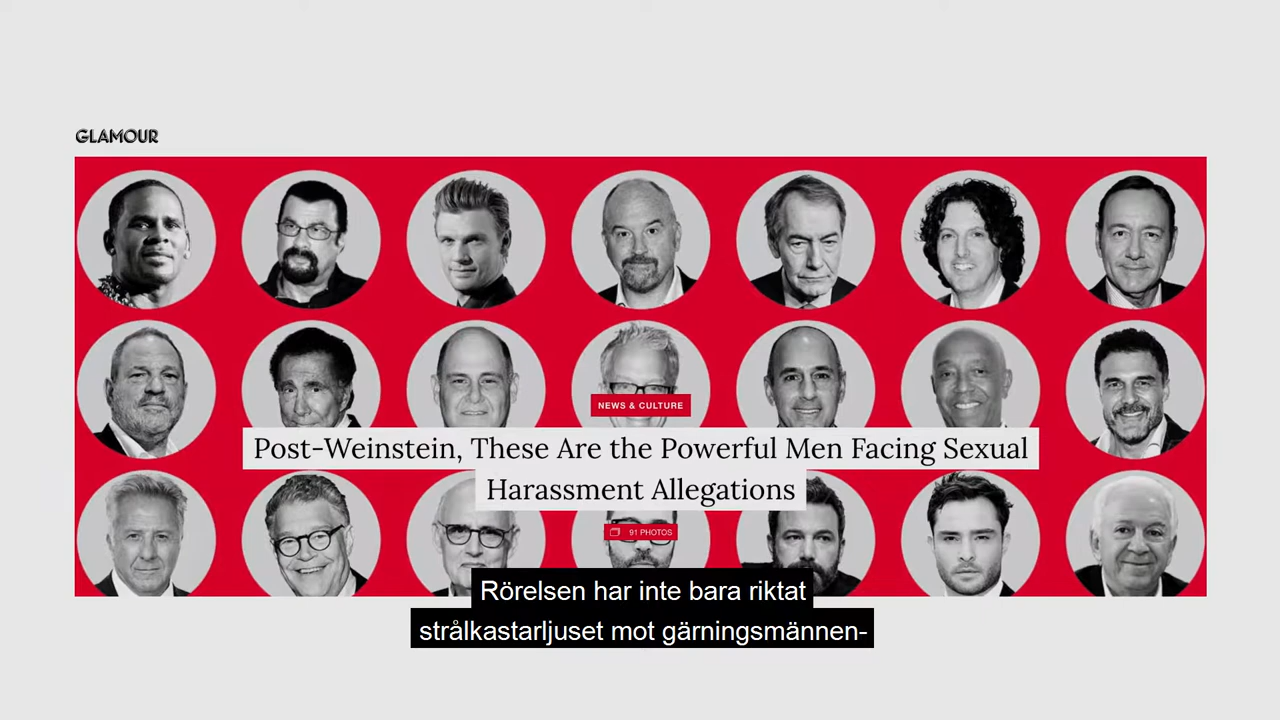 GLAMOUR
NEWS & CULTURE
Post-Weinstein, These Are the Powerful Men Facing Sexual
Harassment Allegations
91 PHOTOS
Rörelsen har inte bara riktat
strålkastarljuset mot gärningsmännen-